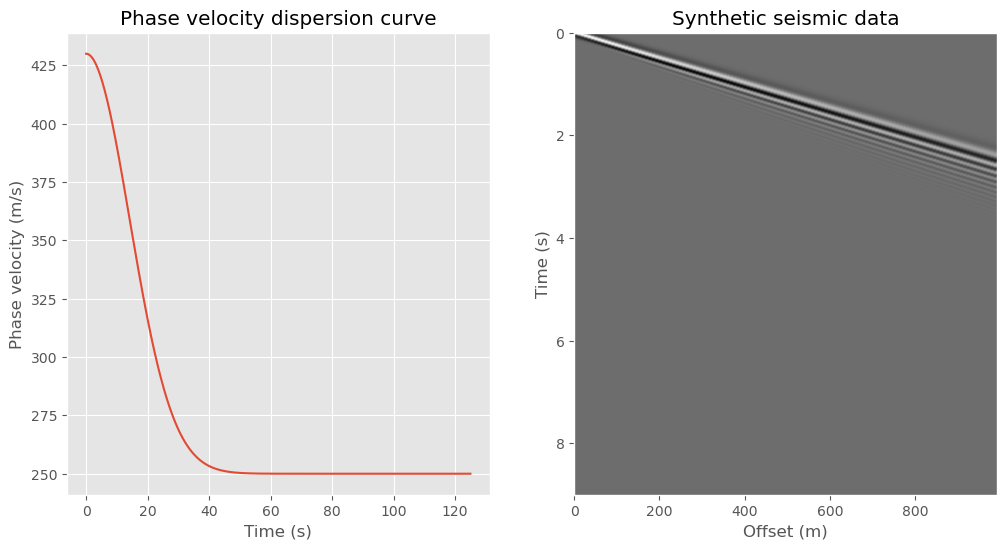 Phase velocity dispersion curve
Phase velocity (m/s)
425
400
375
350
325
300
275
250
0 20 40 60 80 100 120
Time (s)
Synthetic seismic data
Time (s)
0
2
4
6
8
0 200 400 600 800
Offset (m)